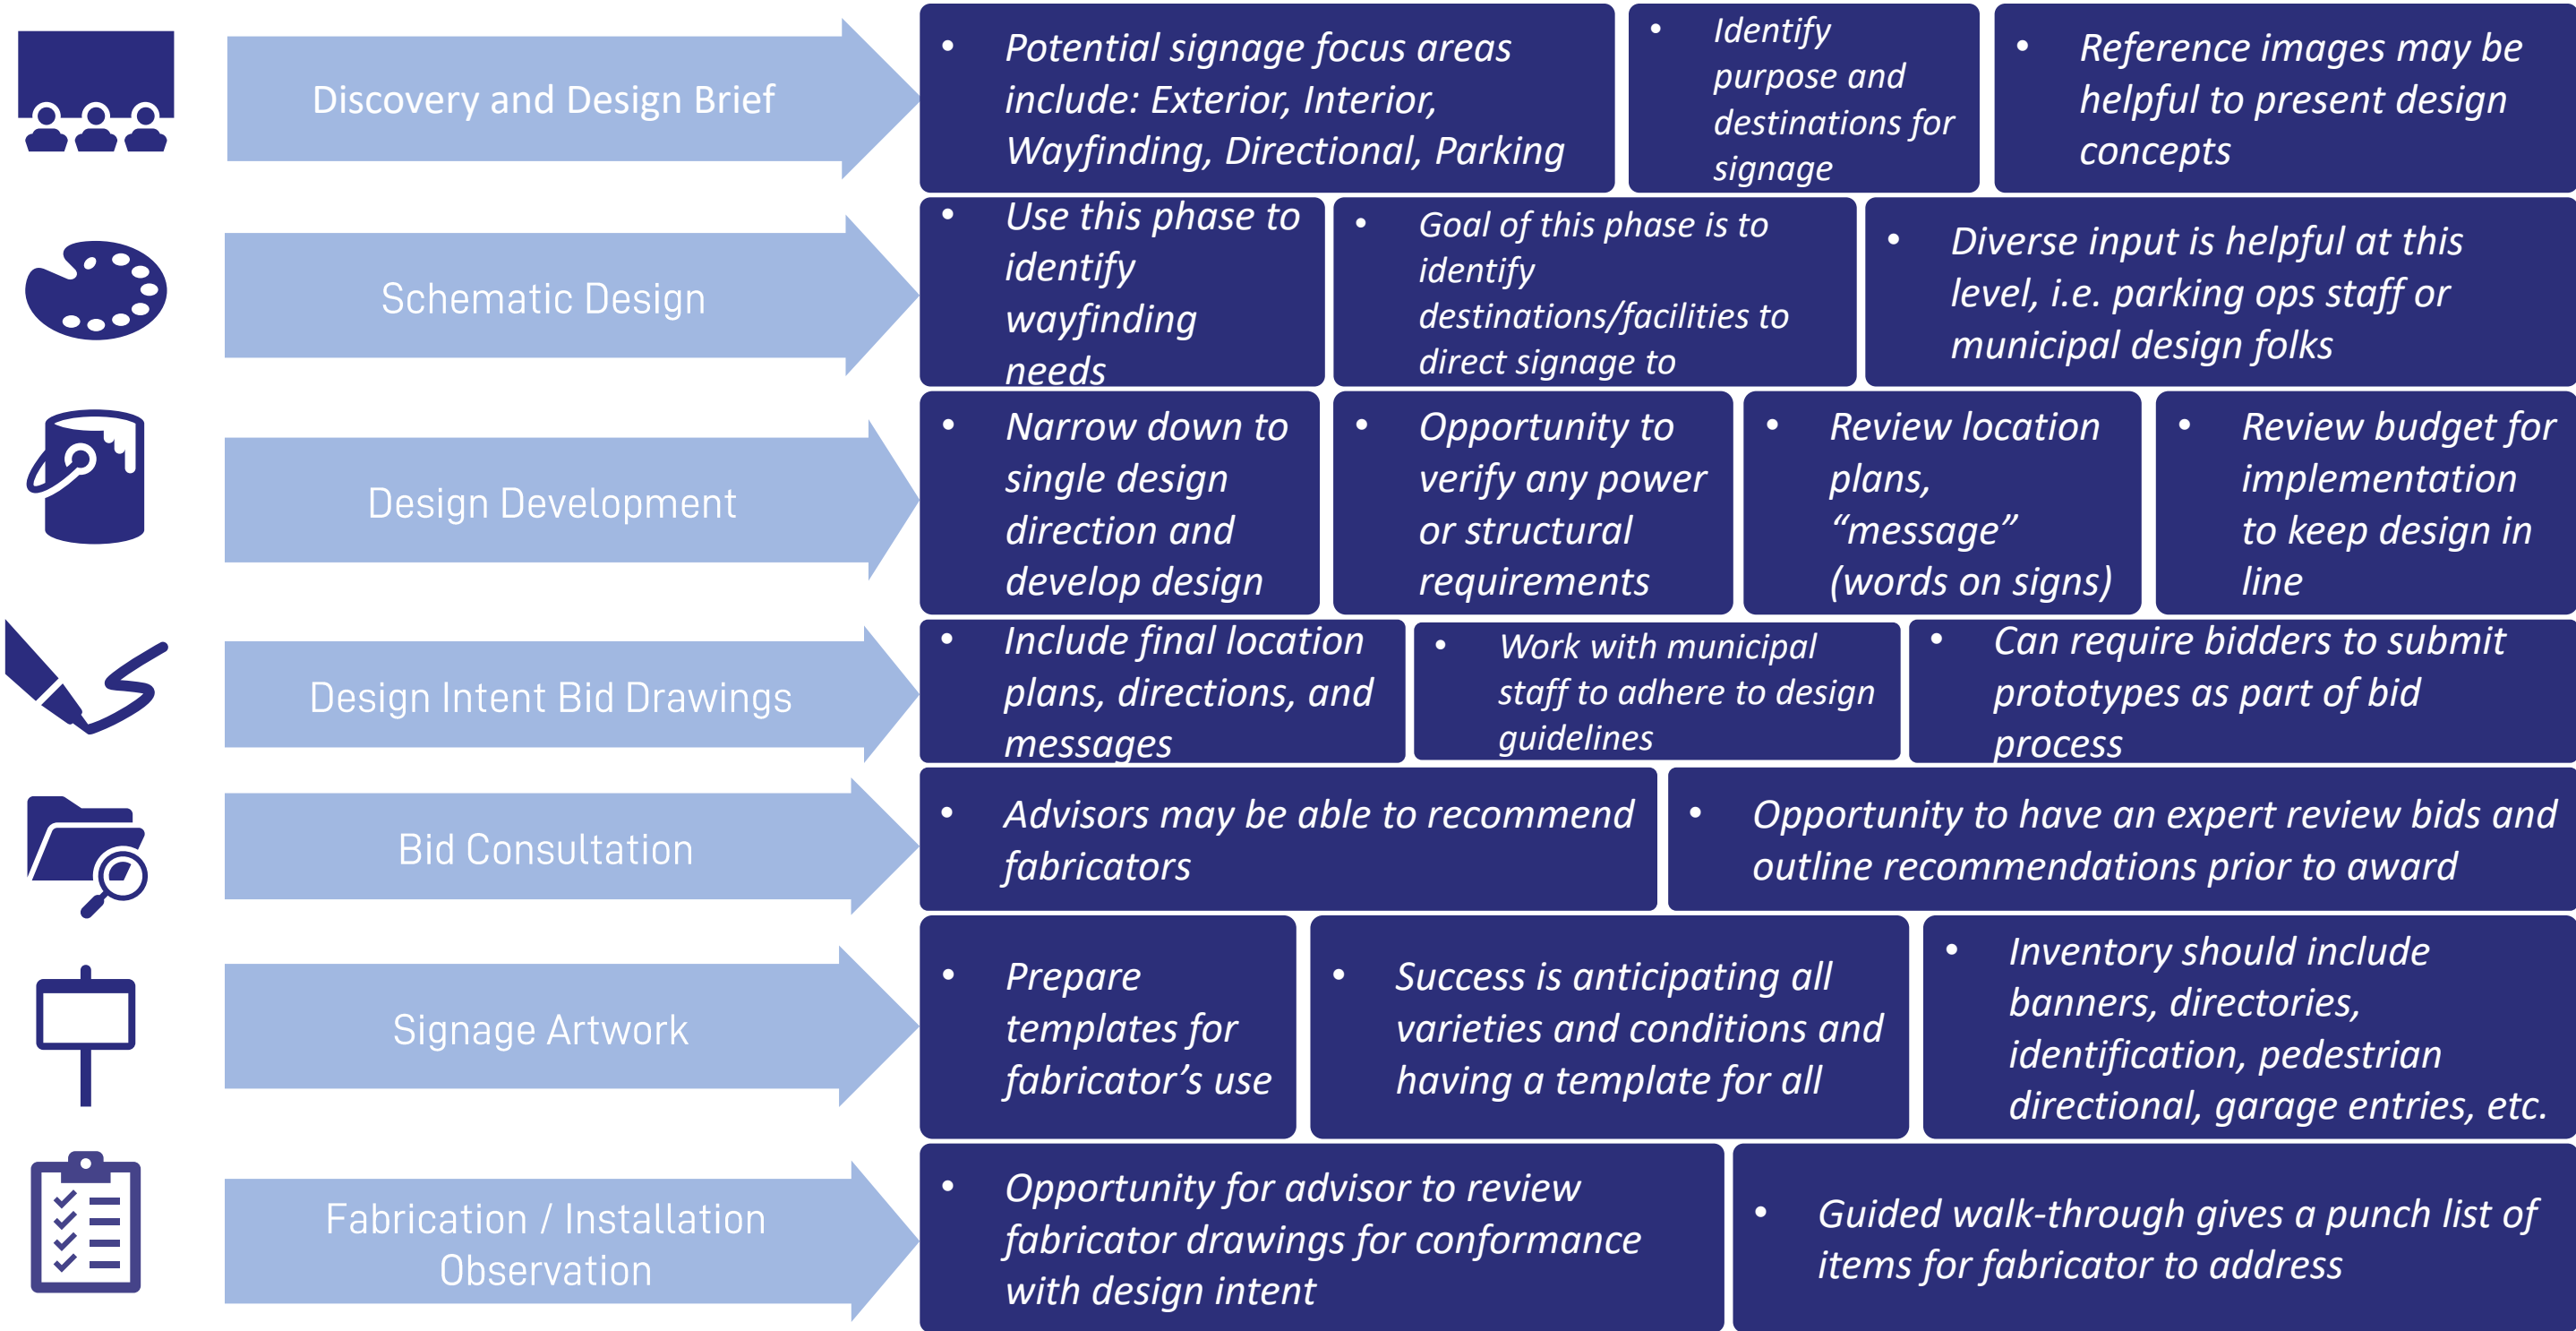 Discovery and Design Brief
• Potential signage focus areas
include: Exterior, Interior,
Wayfinding, Directional, Parking
• Identify
purpose and
destinations for
signage
• Reference images may be
helpful to present design
concepts
Schematic Design
• Use this phase to
identify
wayfinding
needs
• Goal of this phase is to
identify
destinations/facilities to
direct signage to
• Diverse input is helpful at this
level, i.e. parking ops staff or
municipal design folks
Design Development
• Narrow down to
single design
direction and
develop design
• Opportunity to
verify any power
or structural
requirements
• Review location
plans,
“message”
(words on signs)
• Review budget for
implementation
to keep design in
line
Design Intent Bid Drawings
• Include final location
plans, directions, and
messages
• Work with municipal
staff to adhere to design
guidelines
• Can require bidders to submit
prototypes as part of bid
process
Bid Consultation
• Advisors may be able to recommend
fabricators
• Opportunity to have an expert review bids and
outline recommendations prior to award
Signage Artwork
• Prepare
templates for
fabricator’s use
• Success is anticipating all
varieties and conditions and
having a template for all
• Inventory should include
banners, directories,
identification, pedestrian
directional, garage entries, etc.
Fabrication / Installation
Observation
• Opportunity for advisor to review
fabricator drawings for conformance
with design intent
• Guided walk-through gives a punch list of
items for fabricator to address